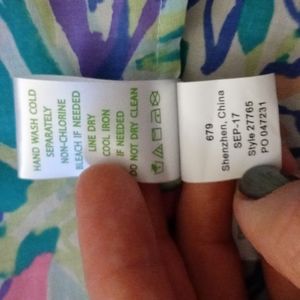 HAND WASH COLD
SEPARATELY
NON-CHLORINE
BLEACH IF NEEDED
LINE DRY
COOL IRON
IF NEEDED
DO NOT DRY CLEAN
679
Shenzhen, China
SEP-17
Style 27765
PO 047231